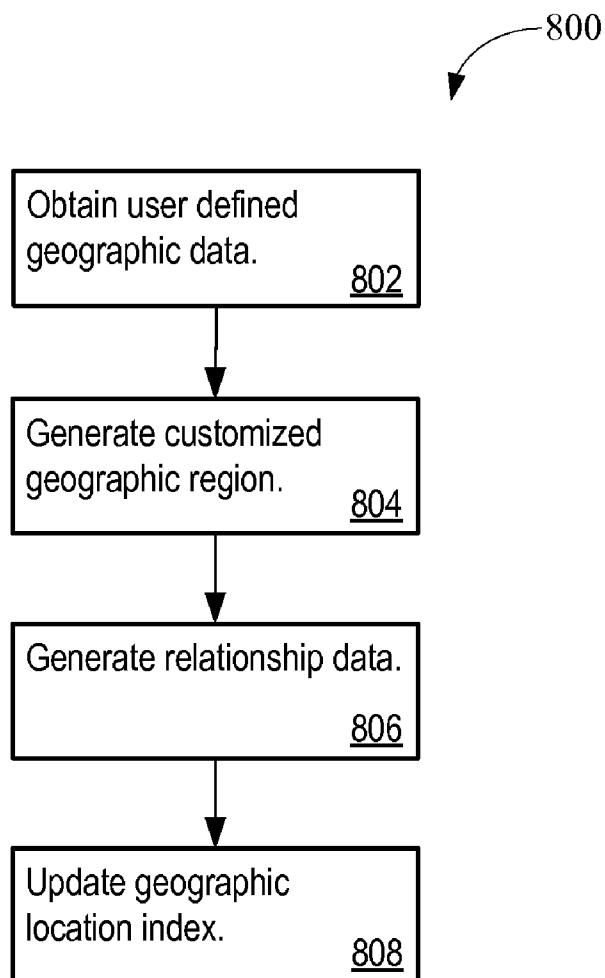 800
Obtain user defined
geographic data.
802
Generate customized
geographic region.
804
Generate relationship data.
806
Update geographic
location index.
808